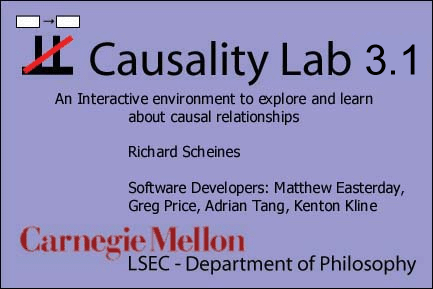 Causality Lab 3.1
An Interactive environment to explore and learn
about causal relationships
Richard Scheines
Software Developers: Matthew Easterday,
Greg Price, Adrian Tang, Kenton Kline
Carnegie Mellon
LSEC - Department of Philosophy